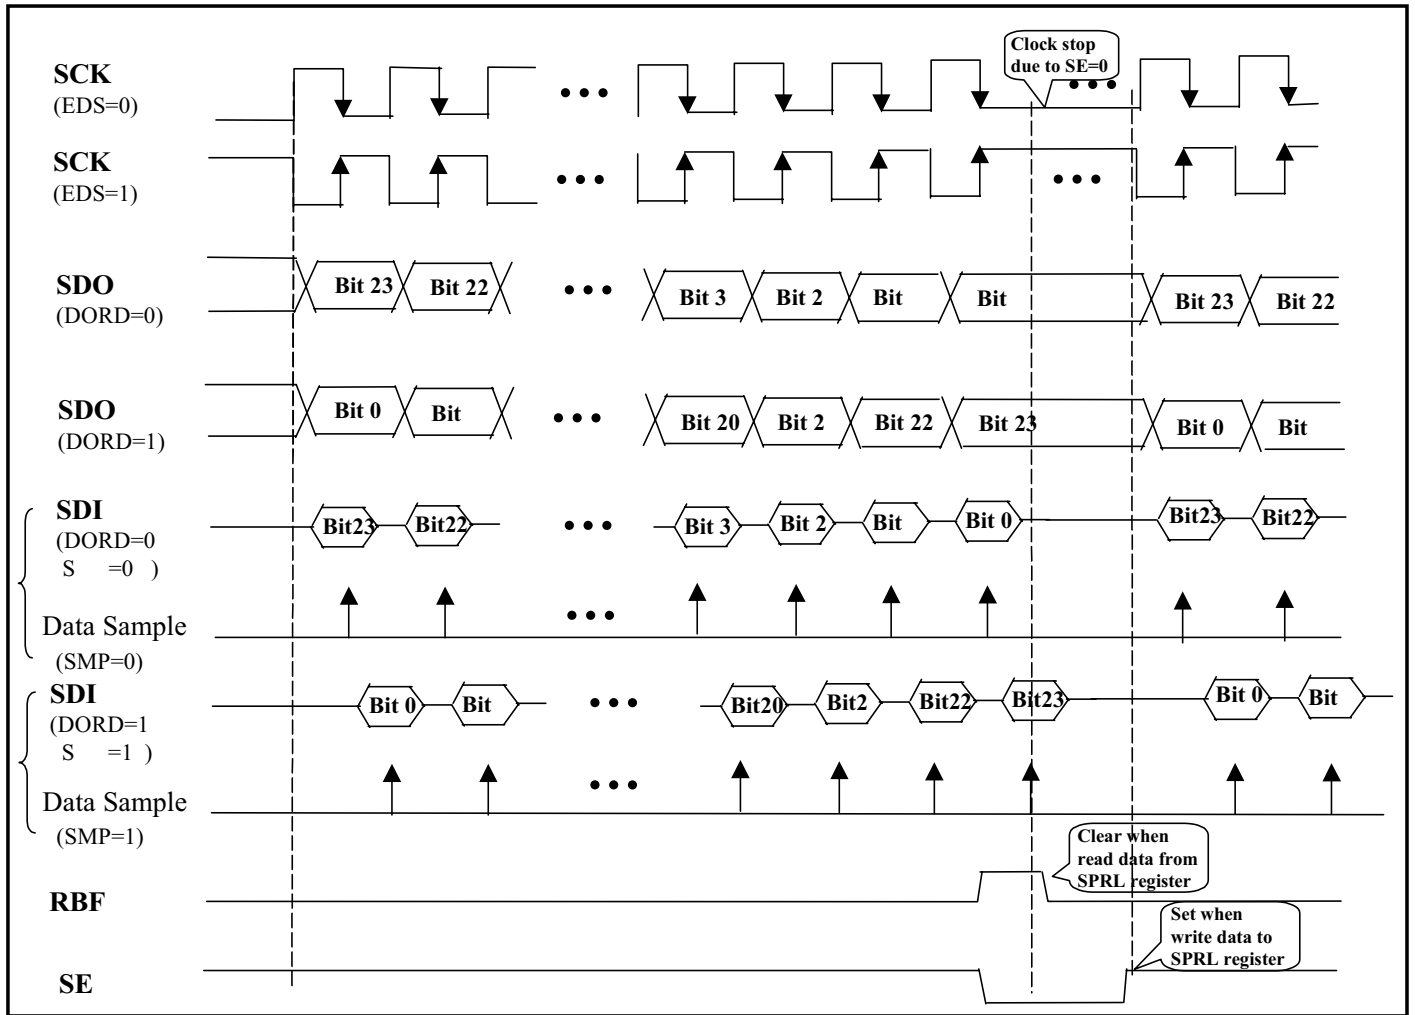 Clock stop
due to SE=0
SCK
(EDS=0)
SCK
(EDS=1)
SDO
(DORD=0)
Bit 23 Bit 22 Bit 3 Bit 2 Bit Bit Bit 23 Bit 22
SDO
(DORD=1)
Bit 0 Bit Bit 20 Bit 2 Bit 22 Bit 23 Bit 0 Bit
SDI
(DORD=0
S =0 )
Bit23 Bit22 Bit 3 Bit 2 Bit Bit 0 Bit23 Bit22
Data Sample
(SMP=0)
SDI
(DORD=1
S =1 )
Bit 0 Bit Bit20 Bit2 Bit22 Bit23 Bit 0 Bit
Data Sample
(SMP=1)
Clear when
read data from
SPRL register
RBF
Set when
write data to
SPRL register
SE